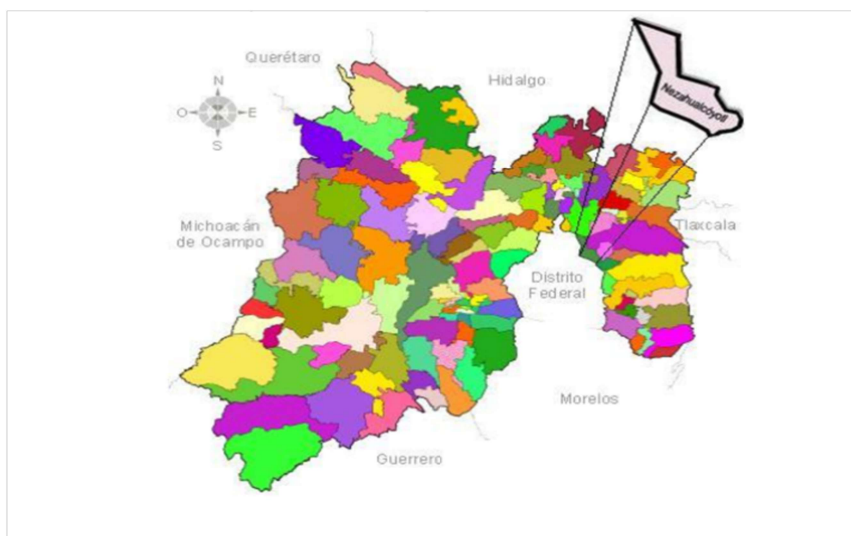 Querétaro
Hidalgo
N
O
E
S
Nezahualcóyotl
Michoacán
de Ocampo
Tlaxcala
Distrito
Federal
Morelos
Guerrero